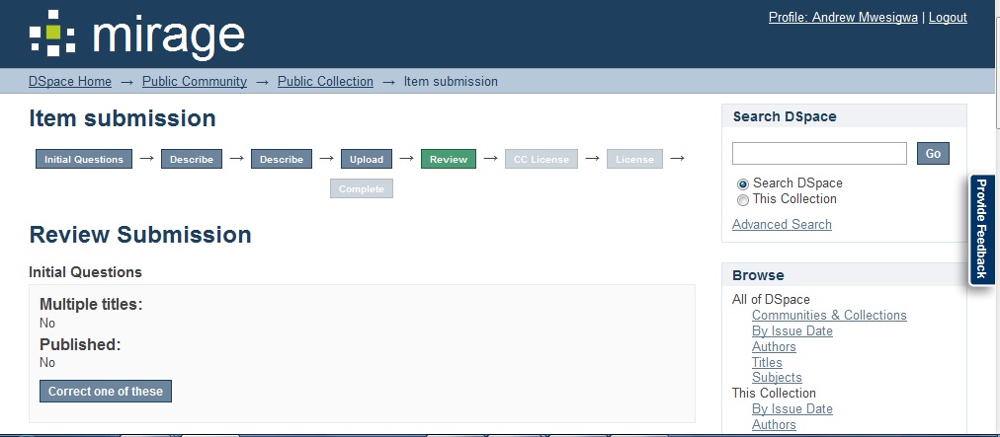 mirage
Profile: Andrew Mwesigwa | Logout
DSpace Home → Public Community → Public Collection → Item submission
Item submission
Initial Questions → Describe → Describe → Upload → Review → CC License → License →
Complete
Review Submission
Initial Questions
Multiple titles:
No
Published:
No
Correct one of these
Search DSpace
Go
Search DSpace
This Collection
Advanced Search
Browse
All of DSpace
Communities & Collections
By Issue Date
Authors
Titles
Subjects
This Collection
By Issue Date
Authors
Provide Feedback